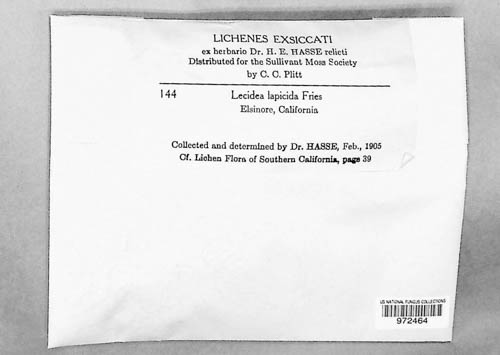 LICHENES EXSICCATI
ex herbario Dr. H. E. HASSE relicti
Distributed for the Sullivant Moss Society
by C. C. Plitt
144 Lecidea lapicida Fries
Elsinore, California
Collected and determined by Dr. HASSE, Feb., 1905
Cf. Lichen Flora of Southern California, page 39
US NATIONAL FUNGUS COLLECTIONS
972464